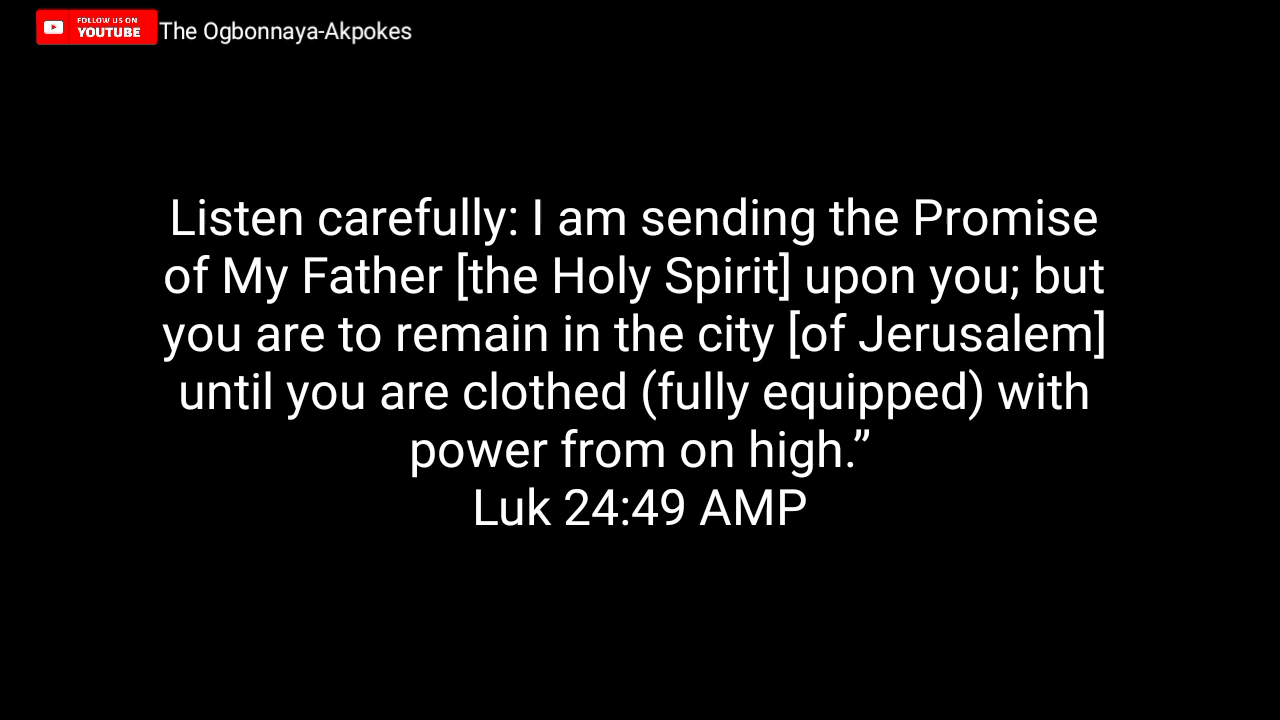 FOLLOW US ON
YOUTUBE
The Ogbonnaya-Akpokes
Listen carefully: I am sending the Promise
of My Father [the Holy Spirit] upon you; but
you are to remain in the city [of Jerusalem]
until you are clothed (fully equipped) with
power from on high.”
Luk 24:49 AMP